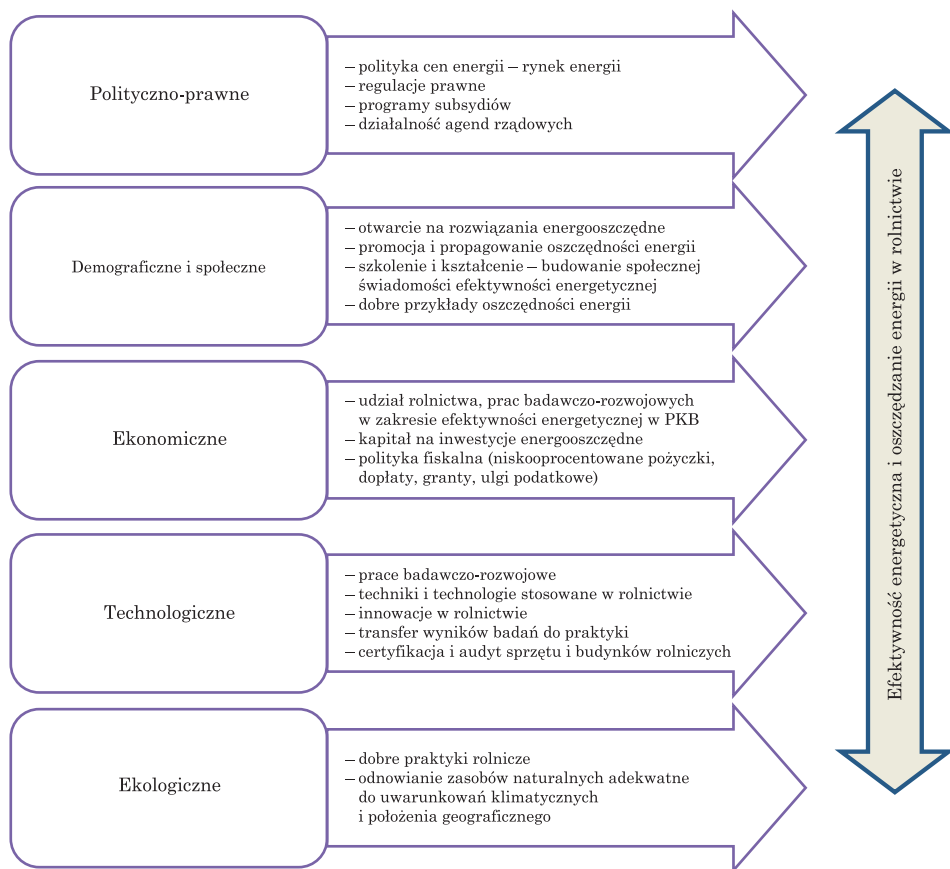 Polityczno-prawne
– polityka cen energii – rynek energii
– regulacje prawne
– programy subsydiów
– działalność agend rządowych
Demograficzne i społeczne
– otwarcie na rozwiązania energooszczędne
– promocja i propagowanie oszczędności energii
– szkolenie i kształcenie – budowanie społecznej
świadomości efektywności energetycznej
– dobre przykłady oszczędności energii
Ekonomiczne
– udział rolnictwa, prac badawczo-rozwojowych
w zakresie efektywności energetycznej w PKB
– kapitał na inwestycje energooszczędne
– polityka fiskalna (niskooprocentowane pożyczki,
dopłaty, granty, ulgi podatkowe)
Technologiczne
– prace badawczo-rozwojowe
– techniki i technologie stosowane w rolnictwie
– innowacje w rolnictwie
– transfer wyników badań do praktyki
– certyfikacja i audyt sprzętu i budynków rolniczych
Ekologiczne
– dobre praktyki rolnicze
– odnowianie zasobów naturalnych adekwatne
do uwarunkowań klimatycznych
i położenia geograficznego
Efektywność energetyczna i oszczędzanie energii w rolnictwie